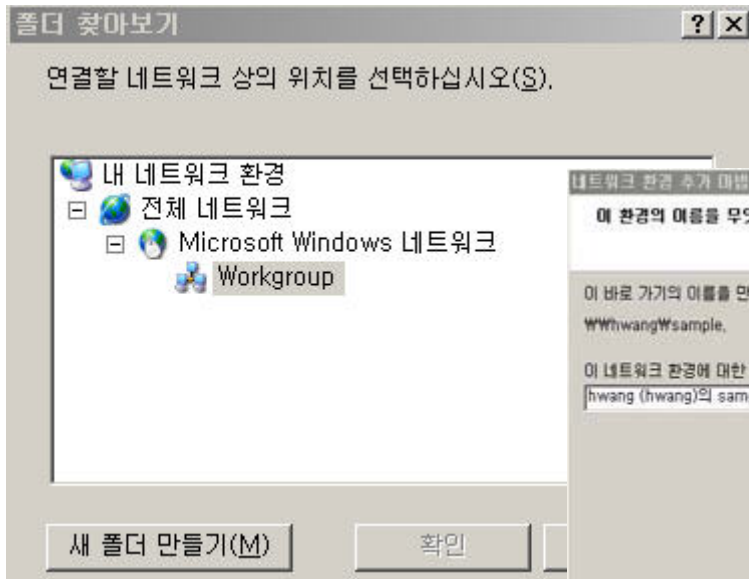 폴더 찾아보기
연결할 네트워크 상의 위치를 선택하십시오(S).
내 네트워크 환경
전체 네트워크
Microsoft Windows 네트워크
Workgroup
새 폴더 만들기(M)
확인
네트워크 환경 추가 마법
이 환경의 이름을 무엇
이 바로 가기의 이름을 만
₩₩hwang₩sample.
이 네트워크 환경에 대한
hwang (hwang)의 sam